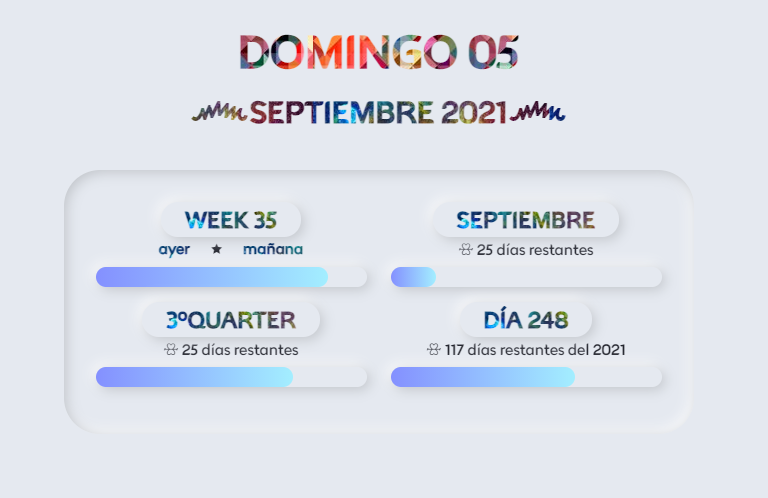 DOMINGO 05
SEPTIEMBRE 2021
WEEK 35
ayer ★ mañana
SEPTIEMBRE
25 días restantes
3ºQUARTER
25 días restantes
DÍA 248
117 días restantes del 2021